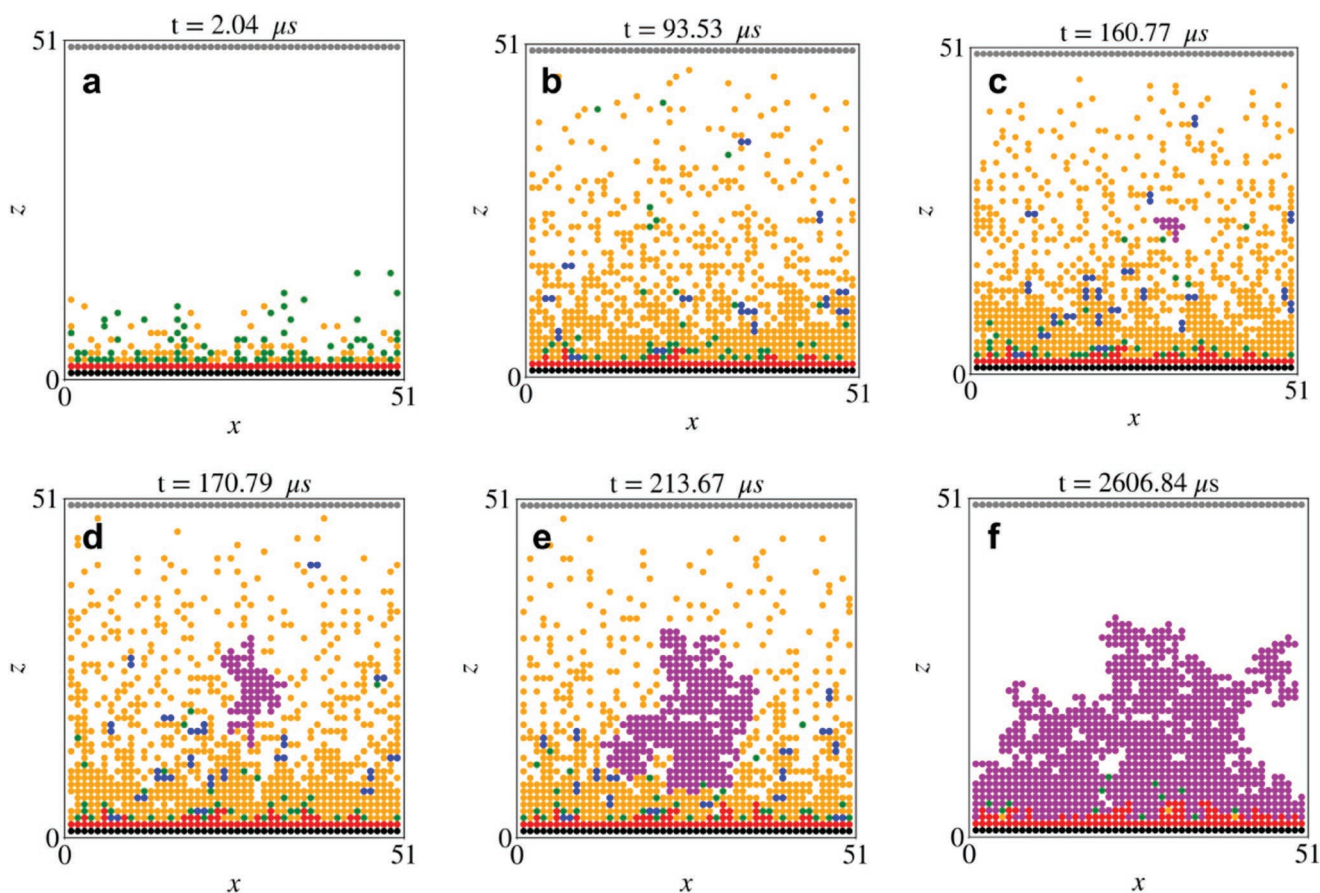 t = 2.04 μs
51
a
z
0
0
51
x
t = 93.53 μs
51
b
z
0
0
51
x
t = 160.77 μs
51
c
z
0
0
51
x
t = 170.79 μs
51
d
z
0
0
51
x
t = 213.67 μs
51
e
z
0
0
51
x
t = 2606.84 μs
51
f
z
0
0
51
x